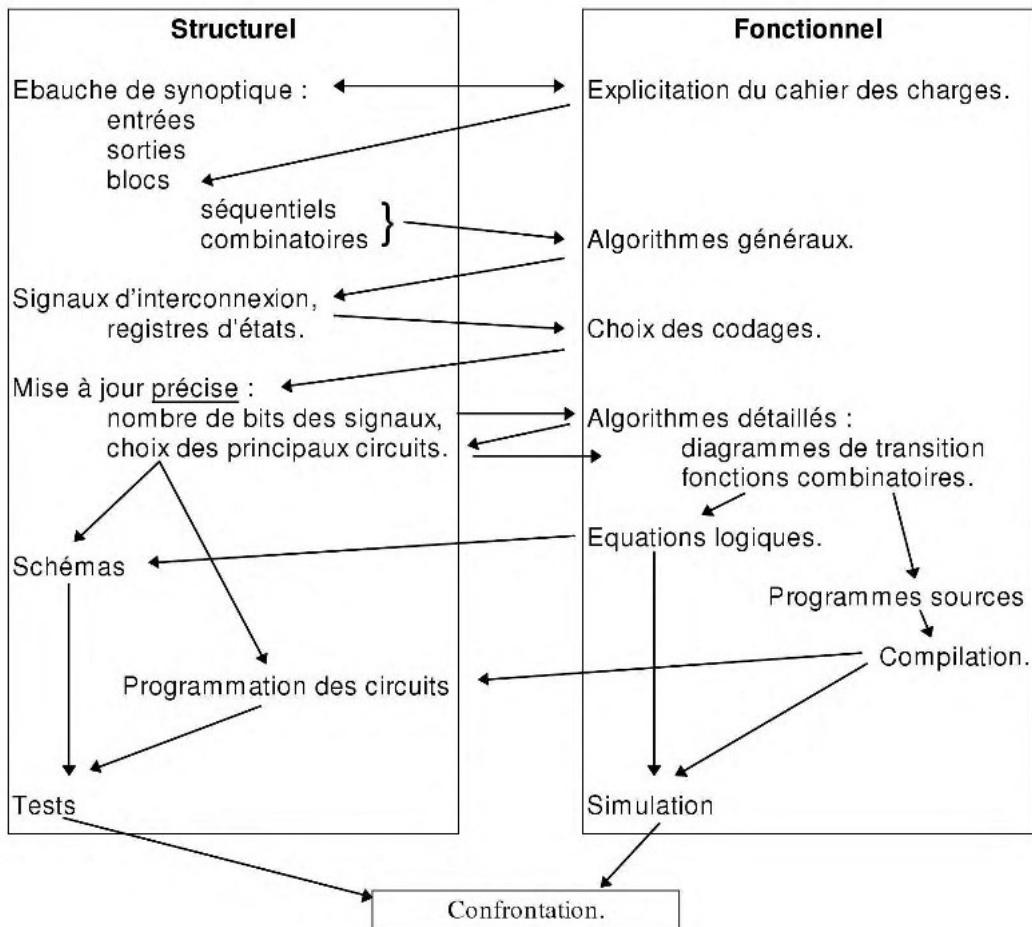 Structurel
Ebauche de synoptique :
entrées
sorties
blocs
séquentiels
combinatoires
}
Signaux d'interconnexion,
registres d'états.
Mise à jour précise :
nombre de bits des signaux,
choix des principaux circuits.
Schémas
Programmation des circuits
Tests
Fonctionnel
Explicitation du cahier des charges.
Algorithmes généraux.
Choix des codages.
Algorithmes détaillés :
diagrammes de transition
fonctions combinatoires.
Equations logiques.
Programmes sources
Compilation.
Simulation
Confrontation.